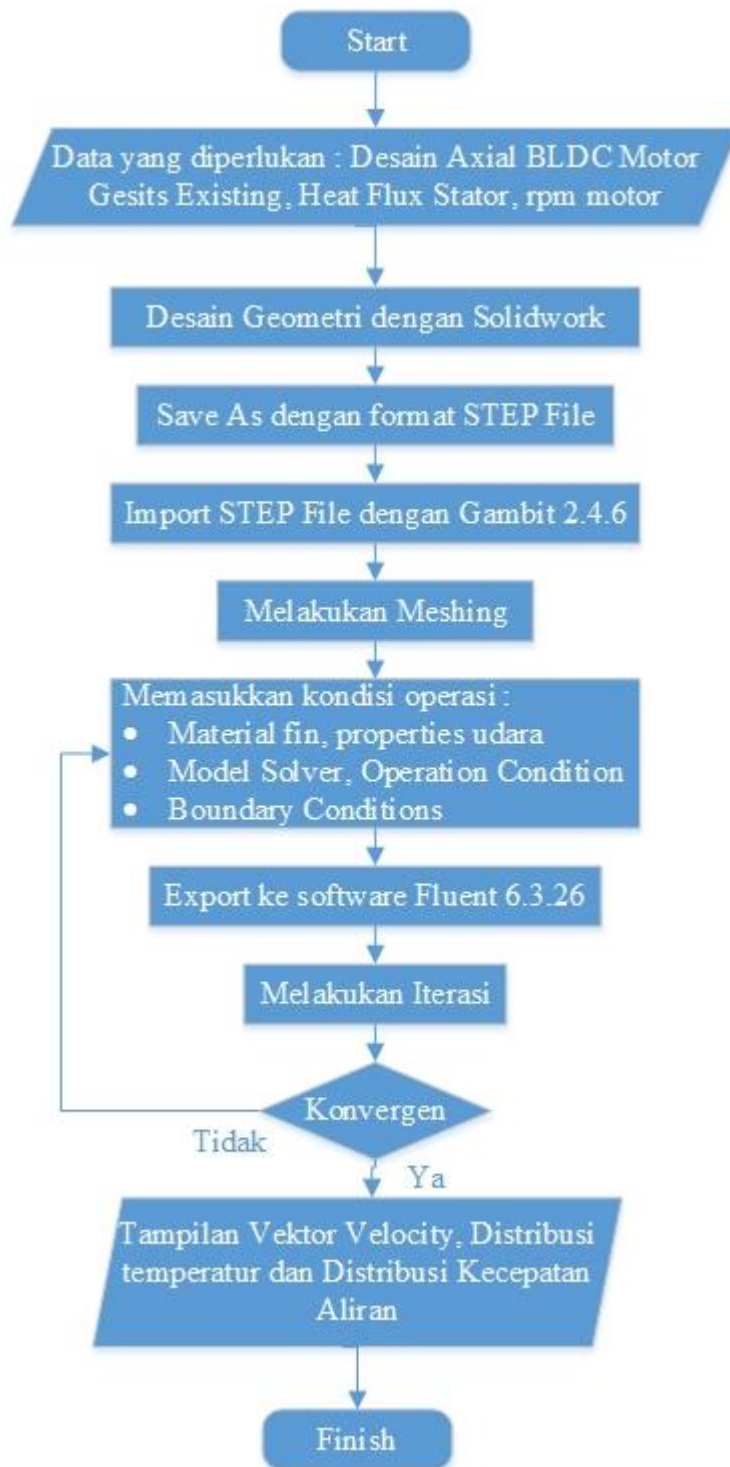 Start
Data yang diperlukan : Desain Axial BLDC Motor
Gesits Existing, Heat Flux Stator, rpm motor
Desain Geometri dengan Solidwork
Save As dengan format STEP File
Import STEP File dengan Gambit 2.4.6
Melakukan Meshing
Memasukkan kondisi operasi :
• Material fin, properties udara
• Model Solver, Operation Condition
• Boundary Conditions
Export ke software Fluent 6.3.26
Melakukan Iterasi
Konvergen
Tidak
Ya
Tampilan Vektor Velocity, Distribusi
temperatur dan Distribusi Kecepatan
Aliran
Finish